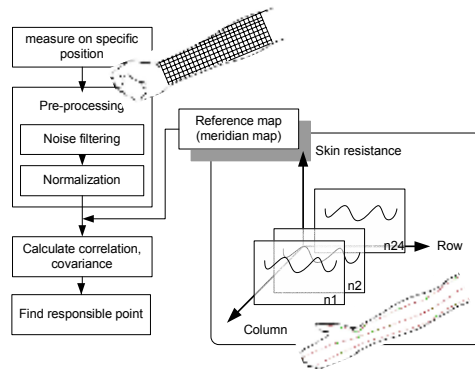 measure on specific
position
Pre-processing
Noise filtering
Normalization
Calculate correlation,
covariance
Find responsible point
Reference map
(meridian map)
Skin resistance
n24
Row
n2
n1
Column